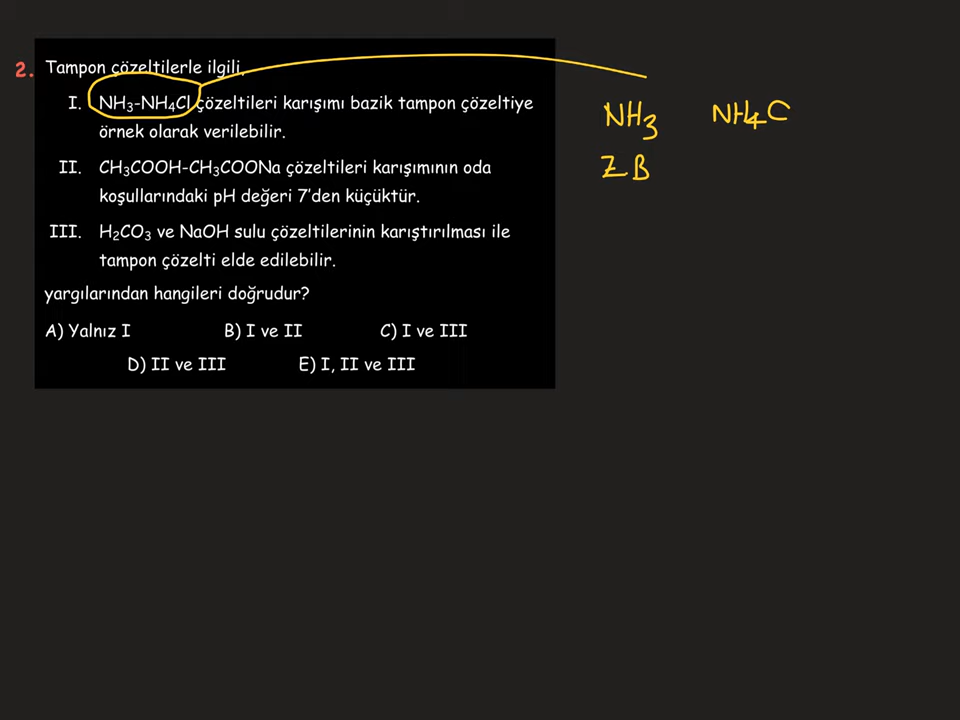 2. Tampon çözeltilerle ilgili,
I. NH₃-NH₄Cl çözeltileri karışımı bazik tampon çözeltiye
örnek olarak verilebilir.
II. CH₃COOH-CH₃COONa çözeltileri karışımının oda
koşullarındaki pH değeri 7'den küçüktür.
III. H₂CO₃ ve NaOH sulu çözeltilerinin karıştırılması ile
tampon çözelti elde edilebilir.
yargılarından hangileri doğrudur?
A) Yalnız I B) I ve II C) I ve III
D) II ve III E) I, II ve III
NH₃ NH₄C
ZB